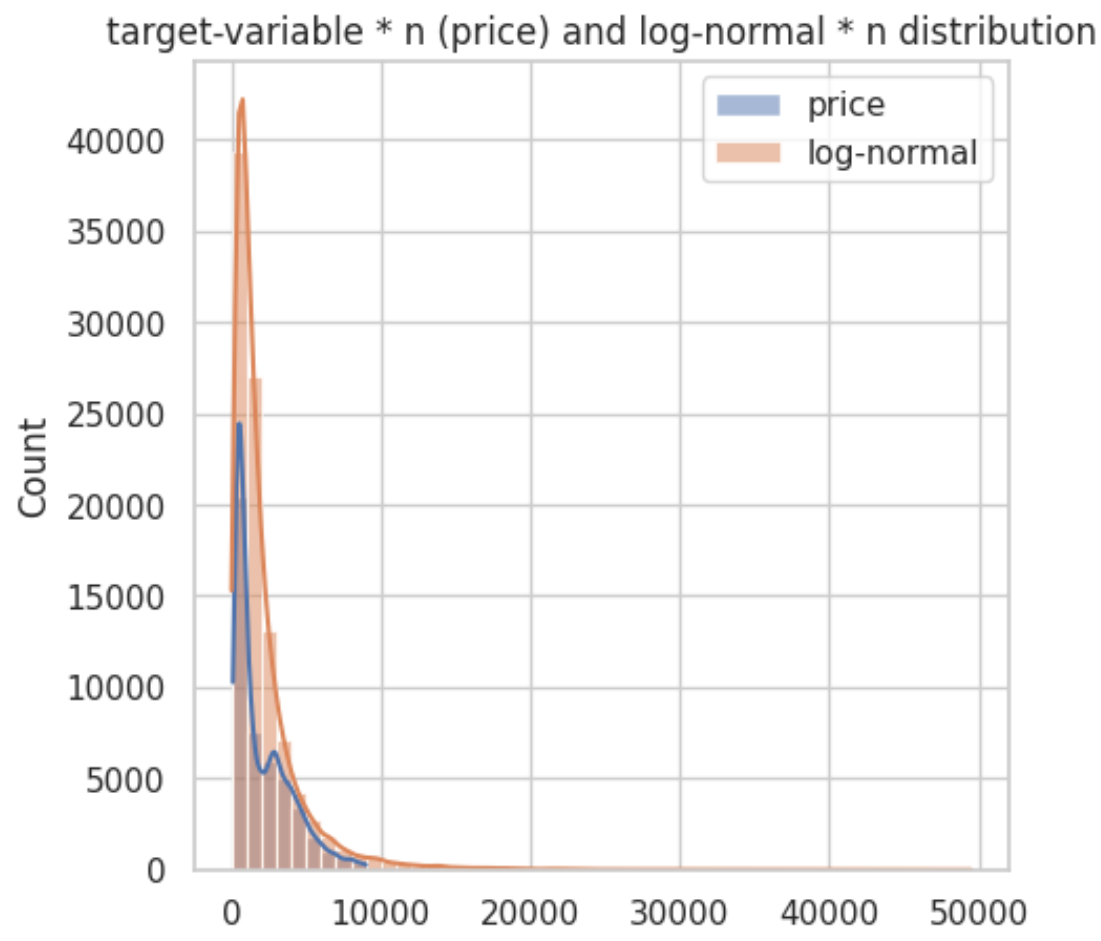 target-variable * n (price) and log-normal * n distribution
price
log-normal
Count
40000
35000
30000
25000
20000
15000
10000
5000
0
0 10000 20000 30000 40000 50000